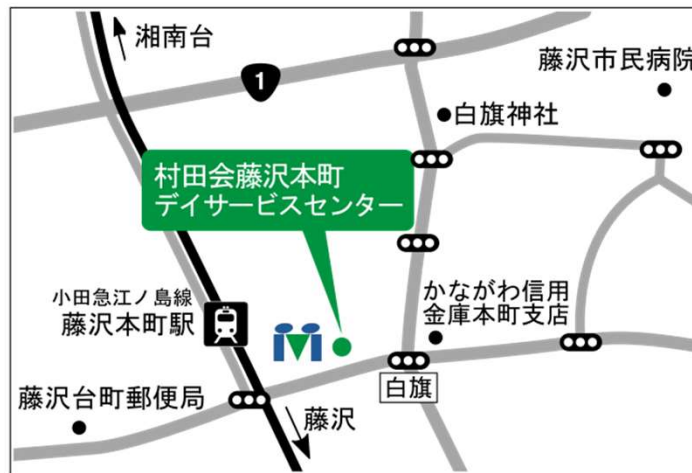 湘南台
1
藤沢市民病院
白旗神社
村田会藤沢本町
デイサービスセンター
小田急江ノ島線
藤沢本町駅
かながわ信用
金庫本町支店
白旗
藤沢台町郵便局
藤沢